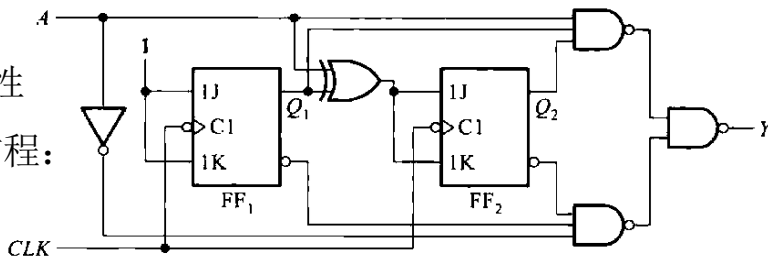 A
1
性
程：
1J
C1
1K
FF₁
Q₁
1J
C1
1K
FF₂
Q₂
Y
CLK